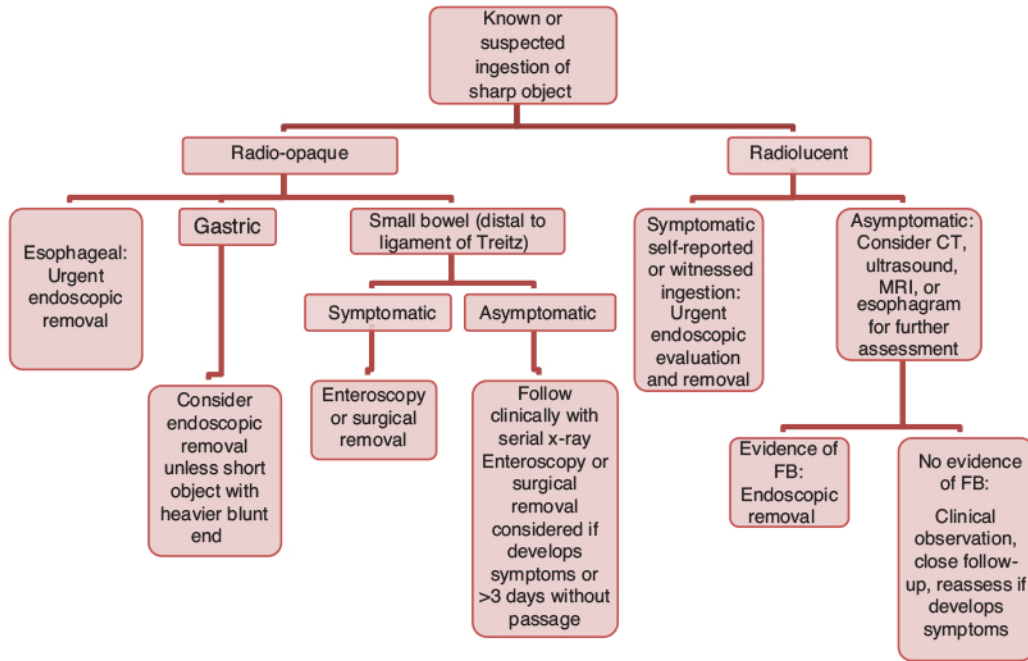 Known or
suspected
ingestion of
sharp object
Radio-opaque
Radiolucent
Esophageal:
Urgent
endoscopic
removal
Gastric
Small bowel (distal to
ligament of Treitz)
Symptomatic
self-reported
or witnessed
ingestion:
Urgent
endoscopic
evaluation
and removal
Asymptomatic:
Consider CT,
ultrasound,
MRI, or
esophagram
for further
assessment
Symptomatic
Asymptomatic
Consider
endoscopic
removal
unless short
object with
heavier blunt
end
Enteroscopy
or surgical
removal
Follow
clinically with
serial x-ray
Enteroscopy or
surgical
removal
considered if
develops
symptoms or
>3 days without
passage
Evidence of
FB:
Endoscopic
removal
No evidence
of FB:
Clinical
observation,
close follow-
up, reassess if
develops
symptoms